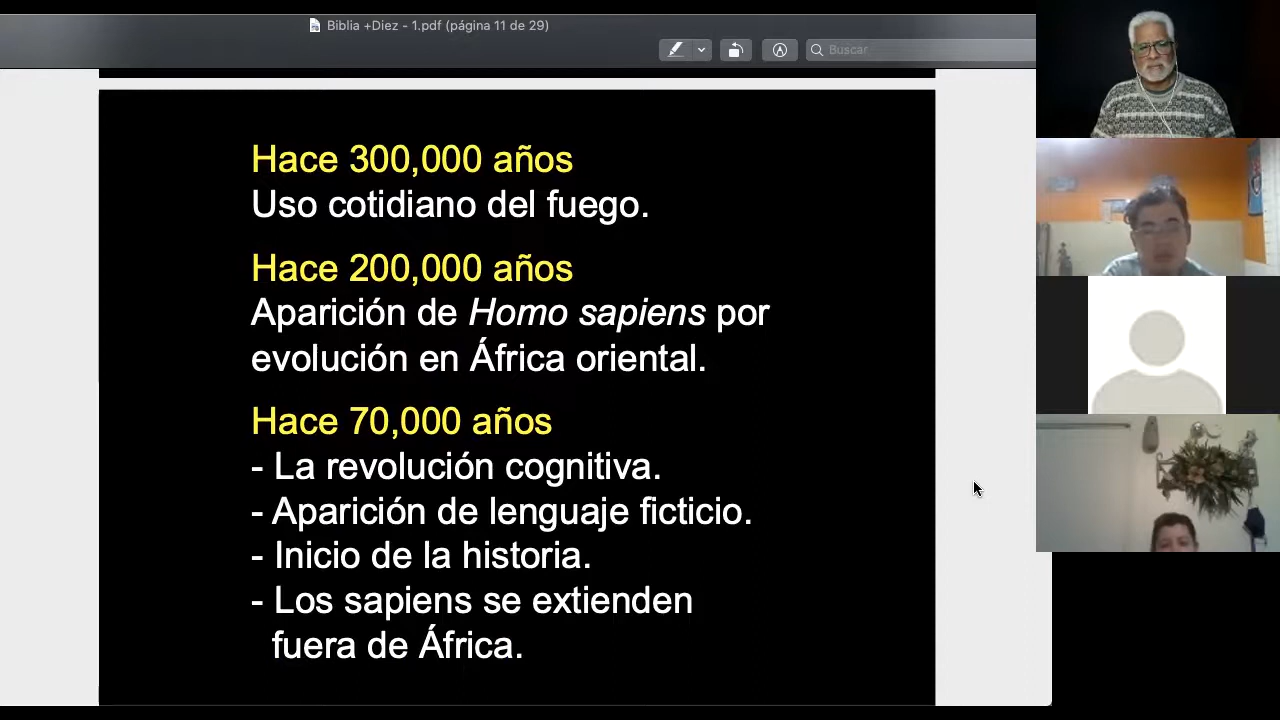 Biblia +Diez - 1.pdf (página 11 de 29)
Buscar
Hace 300,000 años
Uso cotidiano del fuego.
Hace 200,000 años
Aparición de Homo sapiens por
evolución en África oriental.
Hace 70,000 años
- La revolución cognitiva.
- Aparición de lenguaje ficticio.
- Inicio de la historia.
- Los sapiens se extienden
fuera de África.